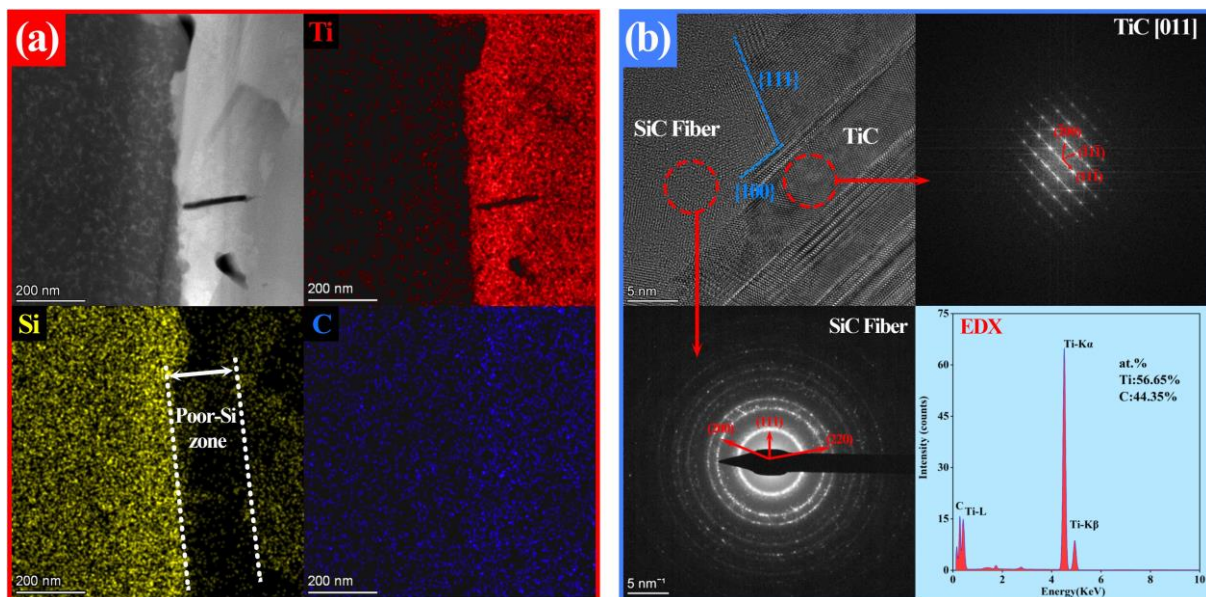 (a)
Ti
200 nm
200 nm
Si
C
Poor-Si
zone
200 nm
200 nm
(b)
TiC [011]
{111}
SiC Fiber
TiC
{100}
5 nm
SiC Fiber
(200)
(111)
(220)
5 nm⁻¹
EDX
Ti-Kα
at.%
Ti:56.65%
C:44.35%
C
Ti-L
Ti-Kβ
Intensity (counts)
75
60
45
30
15
0
0
2
4
6
8
10
Energy(KeV)